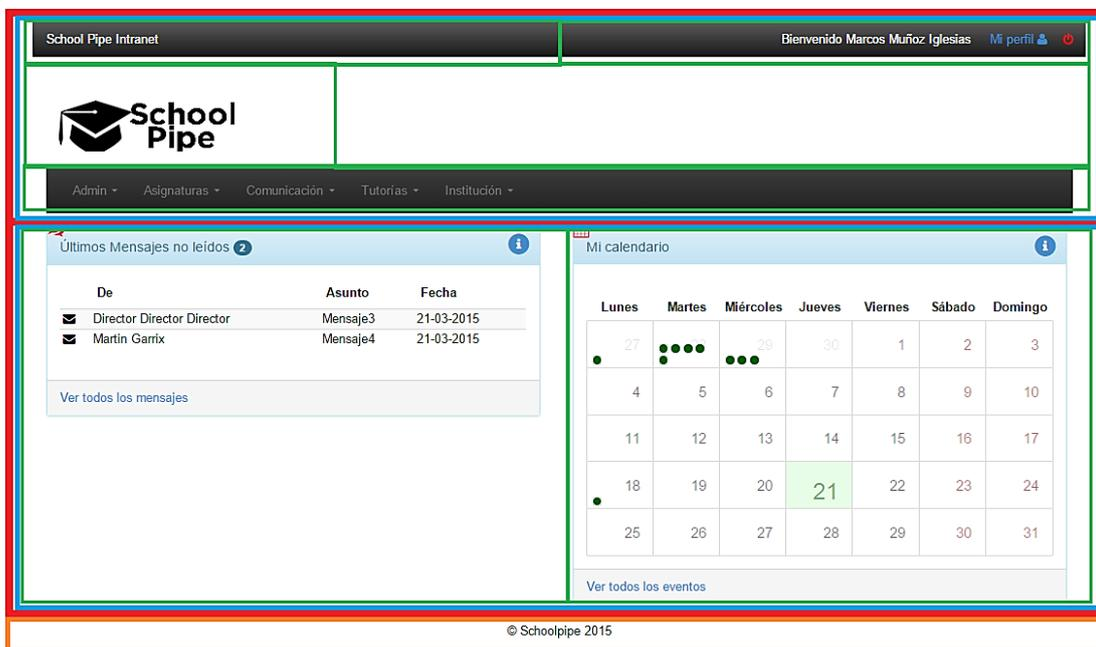 School Pipe Intranet
Bienvenido Marcos Muñoz Iglesias Mi perfil
School
Pipe
Admin Asignaturas Comunicación Tutorías Institución
Últimos Mensajes no leídos 2
De Asunto Fecha
Director Director Director Mensaje3 21-03-2015
Martin Garrix Mensaje4 21-03-2015
Ver todos los mensajes
Mi calendario
Lunes Martes Miércoles Jueves Viernes Sábado Domingo
27 29 30 1 2 3
4 5 6 7 8 9 10
11 12 13 14 15 16 17
18 19 20 21 22 23 24
25 26 27 28 29 30 31
Ver todos los eventos
© Schoolpipe 2015